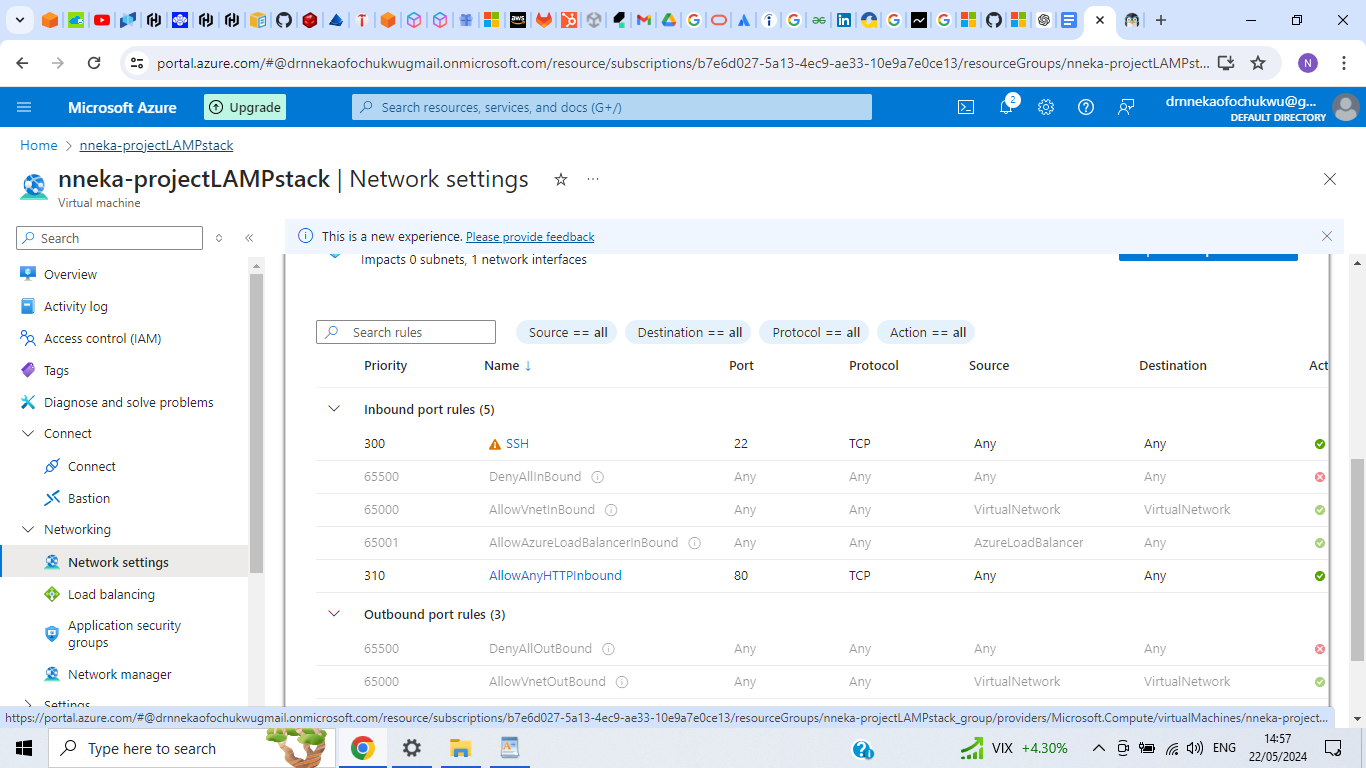 portal.azure.com/#@drnnekaofochukwugmail.onmicrosoft.com/resource/subscriptions/b7e6d027-5a13-4ec9-ae33-10e9a7e0ce13/resourceGroups/nneka-projectLAMPst...
N
Microsoft Azure
Upgrade
Search resources, services, and docs (G+/)
2
drnnekaofochukwu@g...
DEFAULT DIRECTORY
Home > nneka-projectLAMPstack
nneka-projectLAMPstack | Network settings
Virtual machine
Search
This is a new experience. Please provide feedback
Overview
Activity log
Access control (IAM)
Tags
Diagnose and solve problems
Connect
Connect
Bastion
Networking
Network settings
Load balancing
Application security
groups
Network manager
Settings
Impacts 0 subnets, 1 network interfaces
Search rules
Source == all
Destination == all
Protocol == all
Action == all
Priority Name ↓ Port Protocol Source Destination Act
Inbound port rules (5)
300 SSH 22 TCP Any Any
65500 DenyAllInBound Any Any Any Any
65000 AllowVnetInBound Any Any VirtualNetwork VirtualNetwork
65001 AllowAzureLoadBalancerInBound Any Any AzureLoadBalancer Any
310 AllowAnyHTTPInbound 80 TCP Any Any
Outbound port rules (3)
65500 DenyAllOutBound Any Any Any Any
65000 AllowVnetOutBound Any Any VirtualNetwork VirtualNetwork
https://portal.azure.com/#@drnnekaofochukwugmail.onmicrosoft.com/resource/subscriptions/b7e6d027-5a13-4ec9-ae33-10e9a7e0ce13/resourceGroups/nneka-projectLAMPstack_group/providers/Microsoft.Compute/virtualMachines/nneka-project...
Type here to search
VIX +4.30%
ENG
14:57
22/05/2024